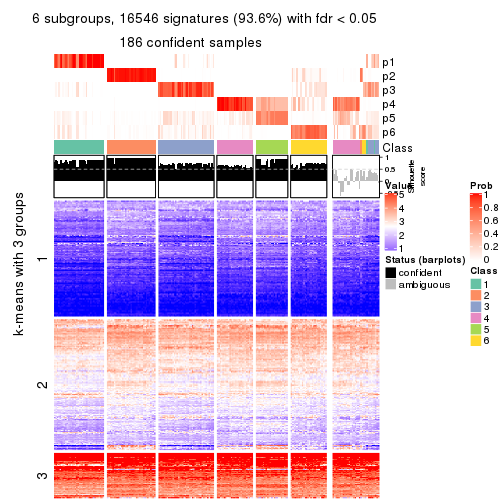 6 subgroups, 16546 signatures (93.6%) with fdr < 0.05
186 confident samples
p1
p2
p3
p4
p5
p6
Class
1
0.5
0
Silhouette
score
k-means with 3 groups
1
2
3
Value
5
4
3
2
1
Status (barplots)
confident
ambiguous
Prob
1
0.8
0.6
0.4
0.2
0
Class
1
2
3
4
5
6